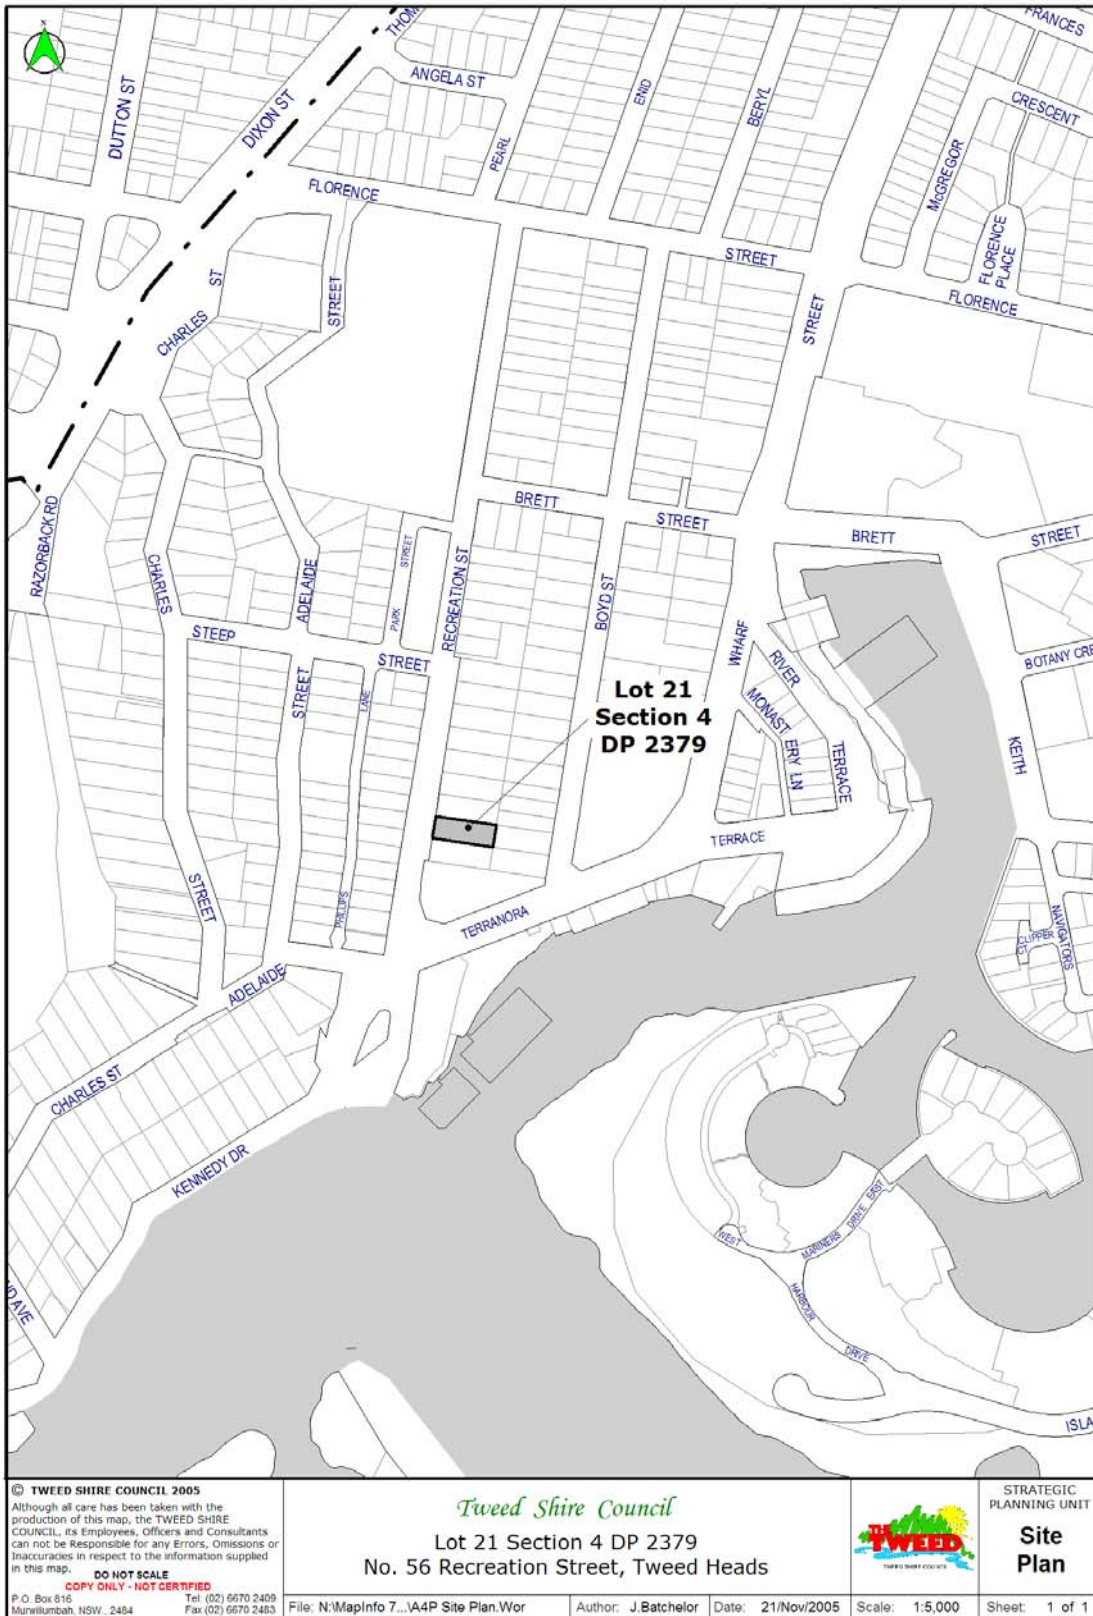 N
FRANCES
THOM
ANGELA ST
DUTTON ST
DIXON ST
ENID
BERYL
CRESCENT
PEARL
McGREGOR
FLORENCE
FLORENCE
PLACE
STREET
FLORENCE
CHARLES ST
STREET
STREET
BRETT
STREET
BRETT
STREET
RAZORBACK RD
CHARLES
ADELAIDE
PARK STREET
RECREATION ST
BOYD ST
STEEP
STREET
WHARF
RIVER
BOTANY CRE
STREET
LANE
Lot 21
Section 4
DP 2379
MONAST
ERY LN
TERRACE
KEITH
TERRACE
STREET
PHILLIPS
TERRANORA
NAVIGATORS
CLIPPER
CT
ADELAIDE
CHARLES ST
KENNEDY DR
WEST
MARINERS DRIVE EAST
HARBOUR
DRIVE
ND AVE
ISLA
© TWEED SHIRE COUNCIL 2005
Although all care has been taken with the
production of this map, the TWEED SHIRE
COUNCIL, its Employees, Officers and Consultants
can not be Responsible for any Errors, Omissions or
Inaccuracies in respect to the information supplied
in this map.
DO NOT SCALE
COPY ONLY - NOT CERTIFIED
P.O. Box 816
Murwillumbah, NSW.. 2484
Tel: (02) 6670 2409
Fax (02) 6670 2483
Tweed Shire Council
Lot 21 Section 4 DP 2379
No. 56 Recreation Street, Tweed Heads
File: N:\MapInfo 7...\A4P Site Plan.Wor
Author: J.Batchelor
Date: 21/Nov/2005
THE
TWEED
TWEED SHIRE COUNCIL
Scale: 1:5,000
STRATEGIC
PLANNING UNIT
Site
Plan
Sheet: 1 of 1